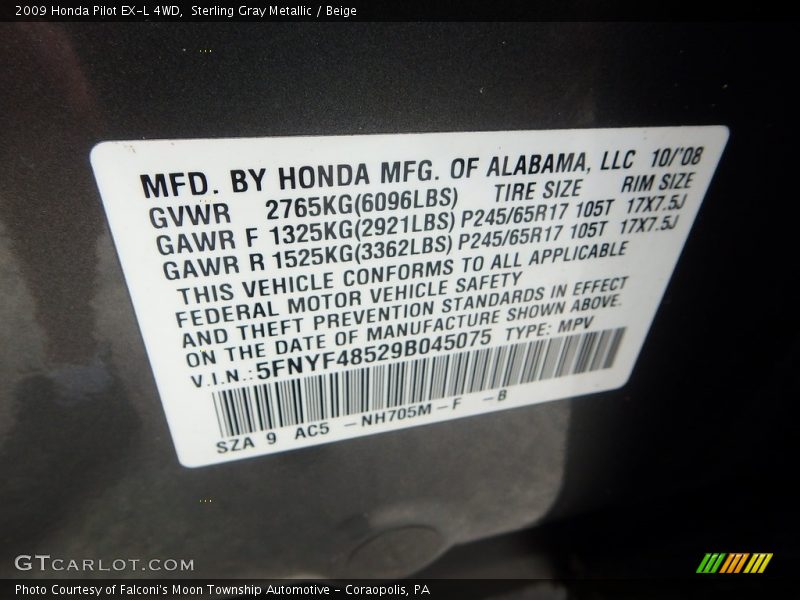 2009 Honda Pilot EX-L 4WD,  Sterling Gray Metallic / Beige
MFD. BY HONDA MFG. OF ALABAMA, LLC 10/'08
GVWR 2765KG(6096LBS) TIRE SIZE RIM SIZE
GAWR F 1325KG(2921LBS) P245/65R17 105T 17X7.5J
GAWR R 1525KG(3362LBS) P245/65R17 105T 17X7.5J
THIS VEHICLE CONFORMS TO ALL APPLICABLE
FEDERAL MOTOR VEHICLE SAFETY
AND THEFT PREVENTION STANDARDS IN EFFECT
ON THE DATE OF MANUFACTURE SHOWN ABOVE.
V.I.N.: 5FNYF48529B045075 TYPE: MPV
SZA 9 AC5 -NH705M-F -B
GTCARLOT.COM
Photo Courtesy of Falconi's Moon Township Automotive - Coraopolis, PA